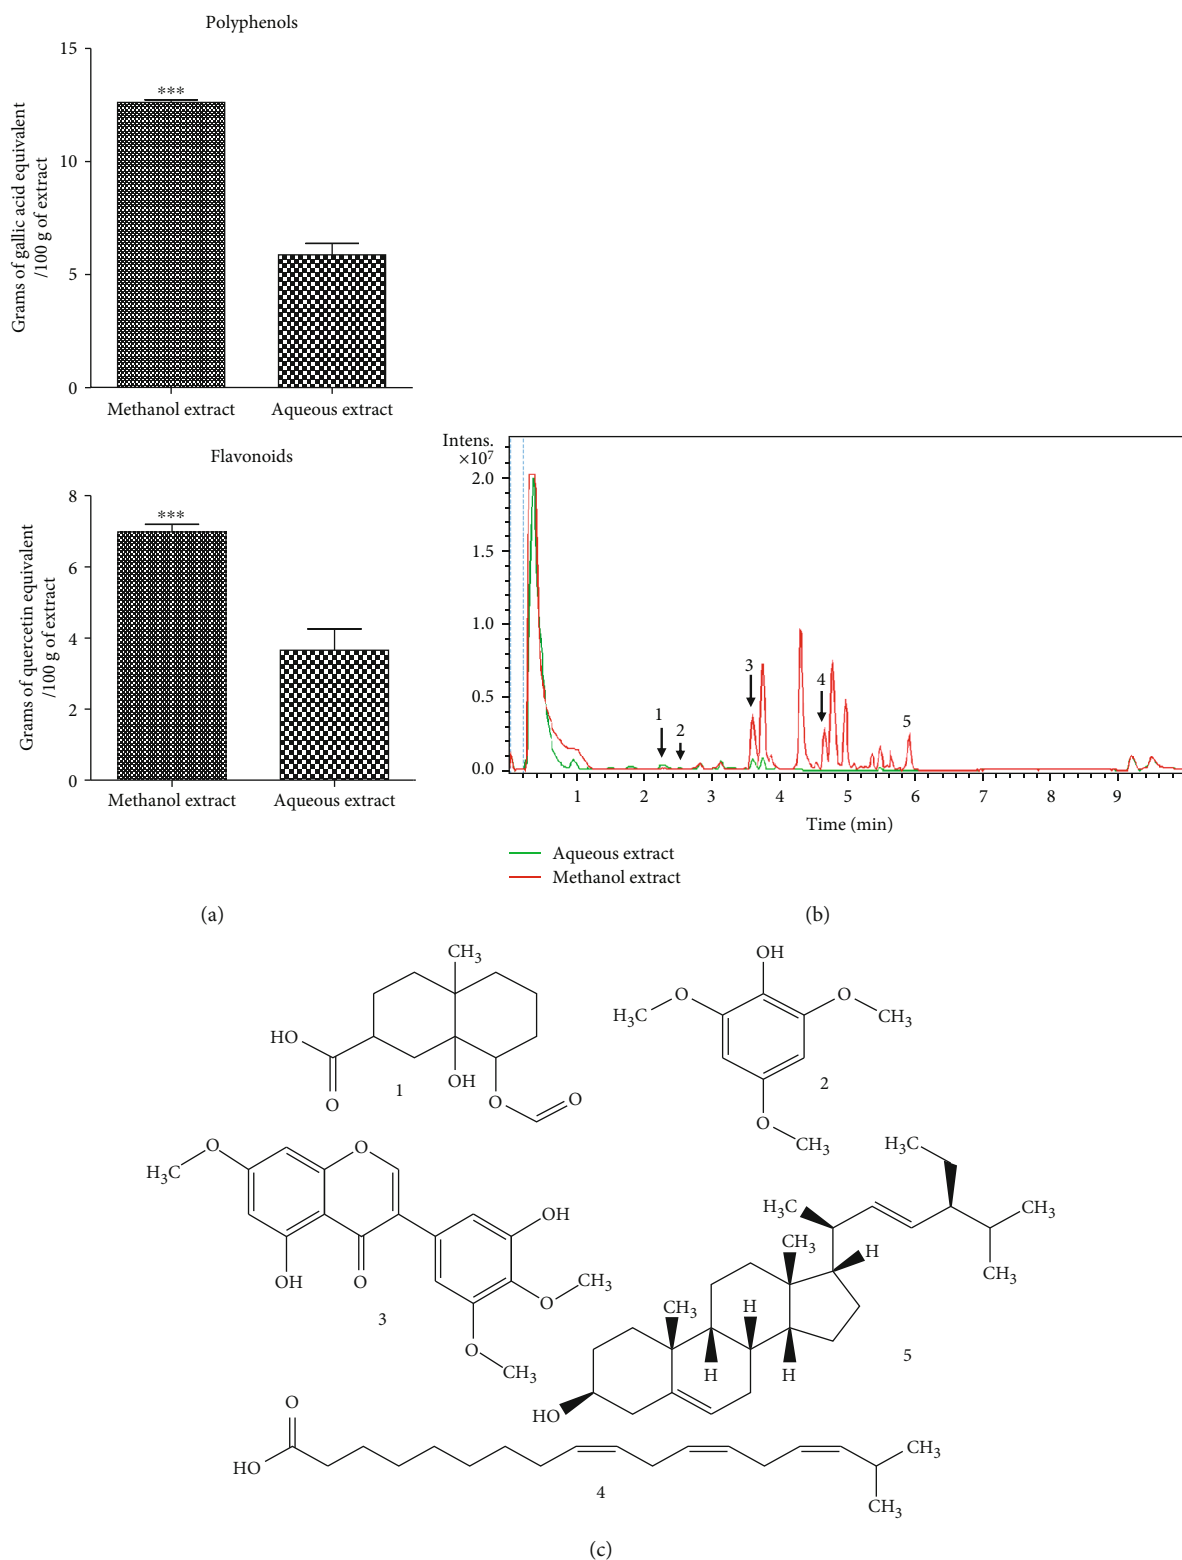 Polyphenols
15
10
5
0
Grams of gallic acid equivalent
/100 g of extract
***
Methanol extract
Aqueous extract
Flavonoids
8
6
4
2
0
Grams of quercetin equivalent
/100 g of extract
***
Methanol extract
Aqueous extract
(a)
Intens.
×10⁷
2.0
1.5
1.0
0.5
0.0
1
2
3
4
5
1 2 3 4 5 6 7 8 9
Time (min)
Aqueous extract
Methanol extract
(b)
CH₃
HO
O
OH
O
O
1
OH
O
H₃C
O
CH₃
O
CH₃
2
O
H₃C
O
OH
O
OH
O
CH₃
O
CH₃
3
H₃C
H₃C
CH₃
CH₃
CH₃
H
CH₃
H
H
H
HO
5
O
HO
CH₃
CH₃
4
(c)